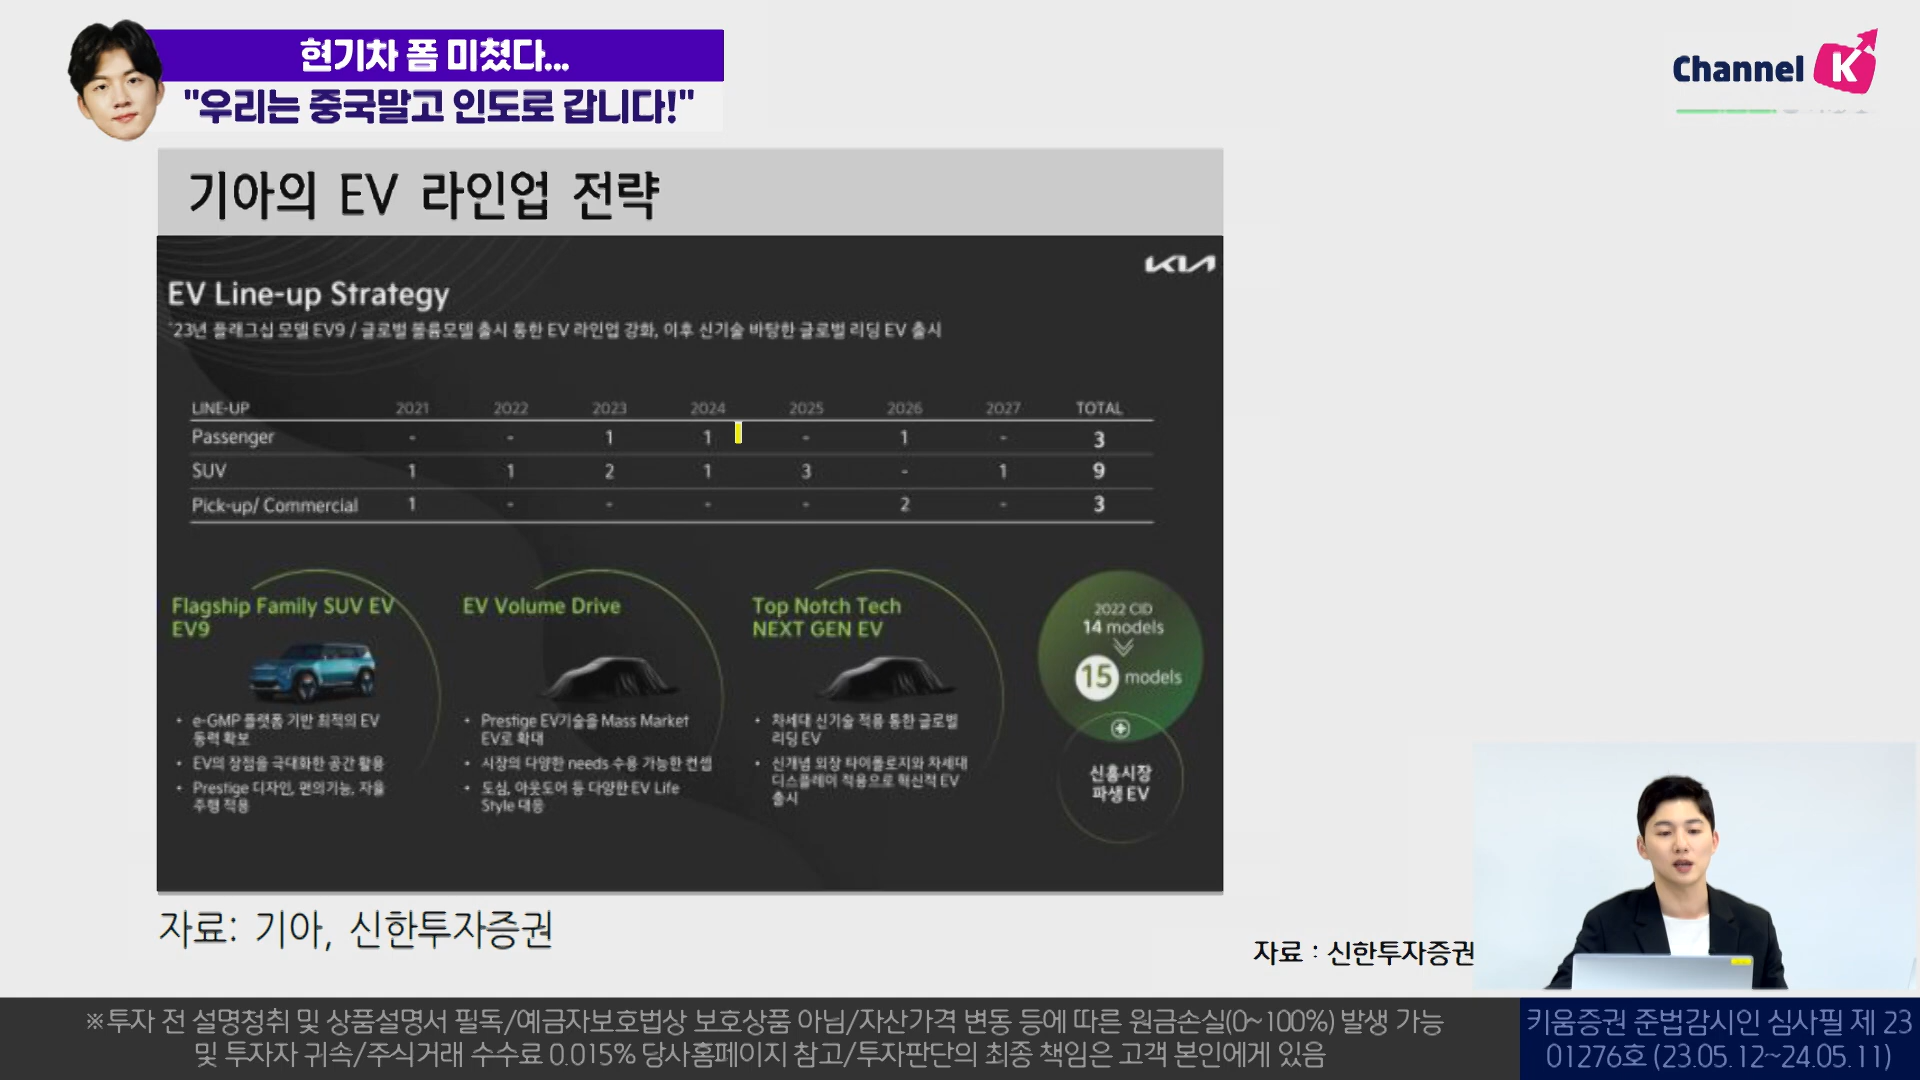 현기차 폼 미쳤다...
"우리는 중국말고 인도로 갑니다!"
Channel K
기아의 EV 라인업 전략
KIA
EV Line-up Strategy
'23년 플래그십 모델 EV9 / 글로벌 볼륨모델 출시 통한 EV 라인업 강화, 이후 신기술 바탕한 글로벌 리딩 EV 출시
LINE-UP 2021 2022 2023 2024 2025 2026 2027 TOTAL
Passenger - - 1 1 - 1 - 3
SUV 1 1 2 1 3 - 1 9
Pick-up/ Commercial 1 - - - - 2 - 3
Flagship Family SUV EV
EV9
• e-GMP 플랫폼 기반 최적의 EV
동력 확보
• EV의 장점을 극대화한 공간 활용
• Prestige 디자인, 편의기능, 자율
주행 적용
EV Volume Drive
• Prestige EV기술을 Mass Market
EV로 확대
• 시장의 다양한 needs 수용 가능한 컨셉
• 도심, 아웃도어 등 다양한 EV Life
Style 대응
Top Notch Tech
NEXT GEN EV
• 차세대 신기술 적용 통한 글로벌
리딩 EV
• 신개념 외장 타이폴로지와 차세대
디스플레이 적용으로 혁신적 EV
출시
2022 CID
14 models
15 models
신흥시장
파생 EV
자료: 기아, 신한투자증권
자료 : 신한투자증권
※투자 전 설명청취 및 상품설명서 필독/예금자보호법상 보호상품 아님/자산가격 변동 등에 따른 원금손실(0~100%) 발생 가능
및 투자자 귀속/주식거래 수수료 0.015% 당사홈페이지 참고/투자판단의 최종 책임은 고객 본인에게 있음
키움증권 준법감시인 심사필 제 23
01276호 (23.05.12~24.05.11)